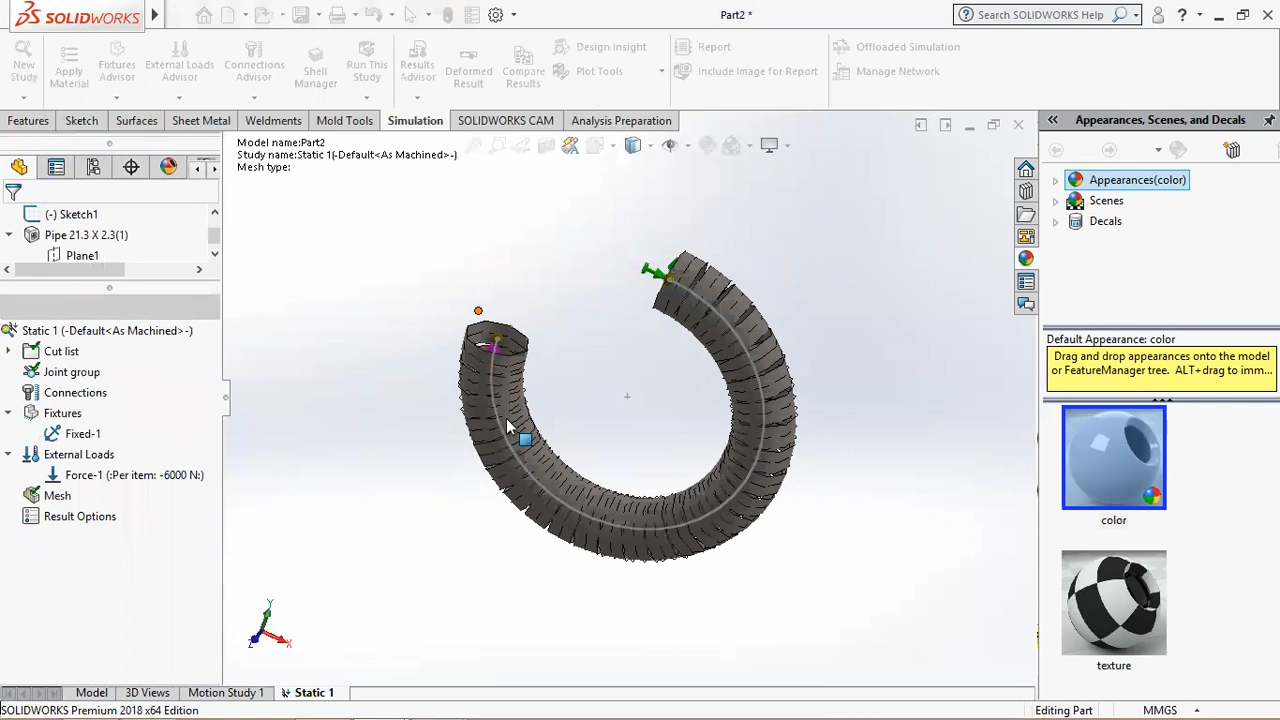 SOLIDWORKS
Part2 *
Search SOLIDWORKS Help
?
New Study
Apply Material
Fixtures Advisor
External Loads Advisor
Connections Advisor
Shell Manager
Run This Study
Results Advisor
Deformed Result
Compare Results
Design Insight
Plot Tools
Report
Include Image for Report
Offloaded Simulation
Manage Network
Features
Sketch
Surfaces
Sheet Metal
Weldments
Mold Tools
Simulation
SOLIDWORKS CAM
Analysis Preparation
Appearances, Scenes, and Decals
Model name:Part2
Study name:Static 1(-Default<As Machined>-)
Mesh type:
(-) Sketch1
Pipe 21.3 X 2.3(1)
Plane1
Static 1 (-Default<As Machined>-)
Cut list
Joint group
Connections
Fixtures
Fixed-1
External Loads
Force-1 (:Per item: -6000 N:)
Mesh
Result Options
Y
Z
X
Appearances(color)
Scenes
Decals
Default Appearance: color
Drag and drop appearances onto the model
or FeatureManager tree. ALT+drag to imm...
color
texture
Model
3D Views
Motion Study 1
Static 1
SOLIDWORKS Premium 2018 x64 Edition
Editing Part
MMGS